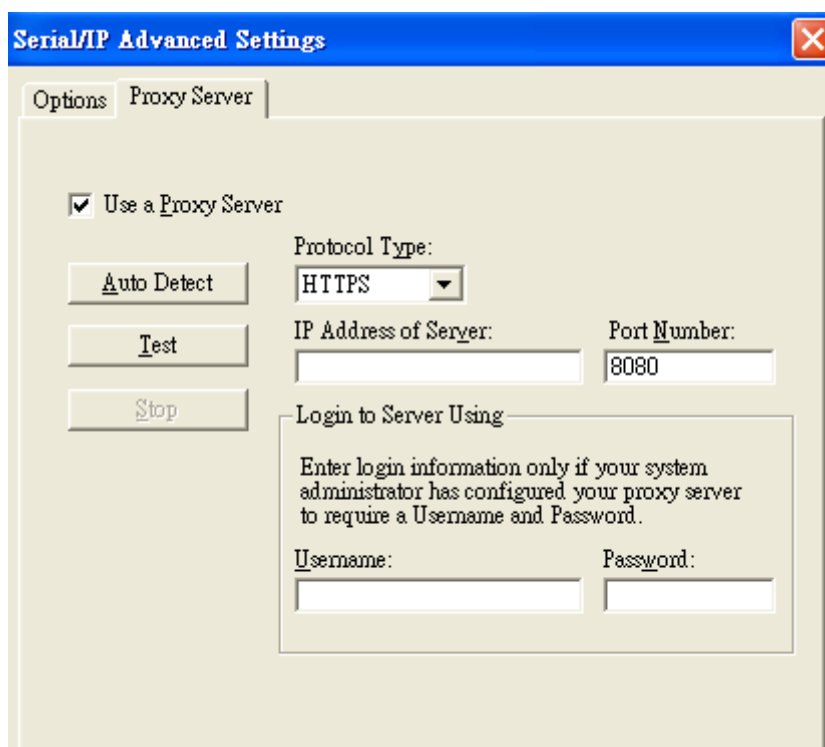 Serial/IP Advanced Settings
Options
Proxy Server
Use a Proxy Server
Protocol Type:
Auto Detect
HTTPS
IP Address of Server:
Port Number:
Test
8080
Stop
Login to Server Using
Enter login information only if your system
administrator has configured your proxy server
to require a Username and Password.
Username:
Password: